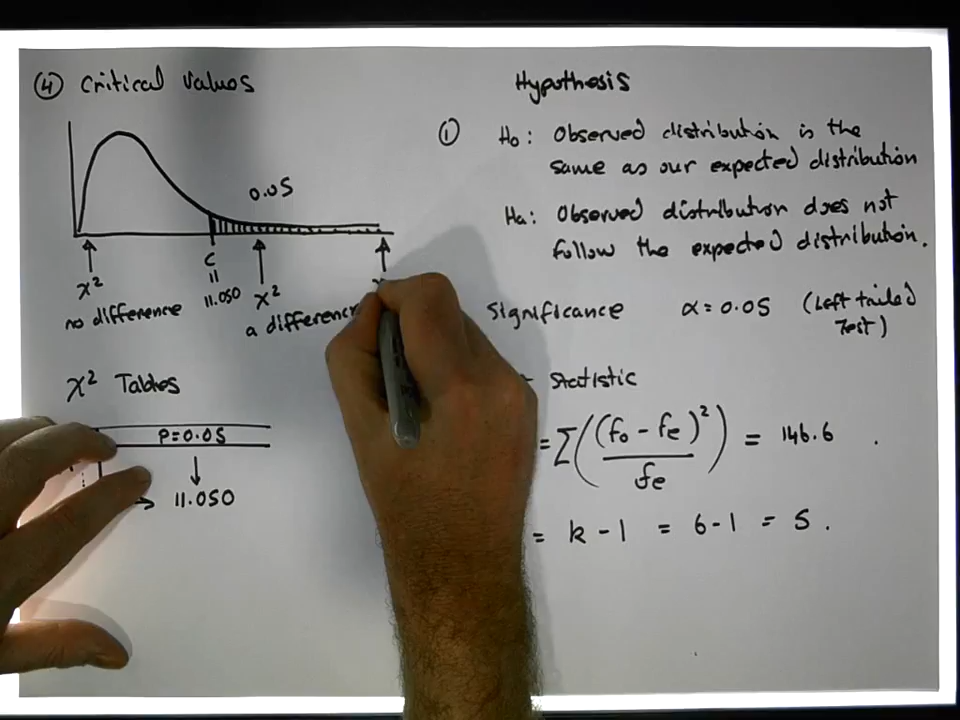 ④ Critical Values
0.05
C
=
11.050
χ²
no difference
χ²
a difference
χ² Tables
P=0.05
11.050
Hypothesis
① Ho: Observed distribution is the
same as our expected distribution
Ha: Observed distribution does not
follow the expected distribution.
Significance α = 0.05 (Left tailed
Test)
Statistic
= Σ((fo - fe)²/fe) = 146.6
= k - 1 = 6 - 1 = 5.